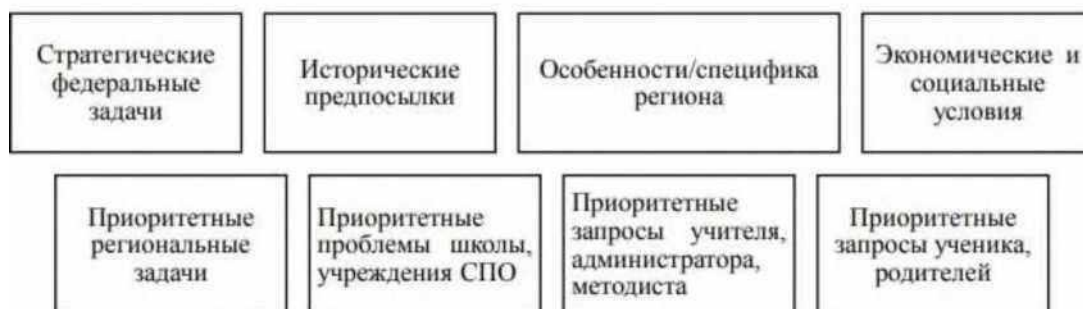 Стратегические
федеральные
задачи
Исторические
предпосылки
Особенности/специфика
региона
Экономические и
социальные
условия
Приоритетные
региональные
задачи
Приоритетные
проблемы школы,
учреждения СПО
Приоритетные
запросы учителя,
администратора,
методиста
Приоритетные
запросы ученика,
родителей